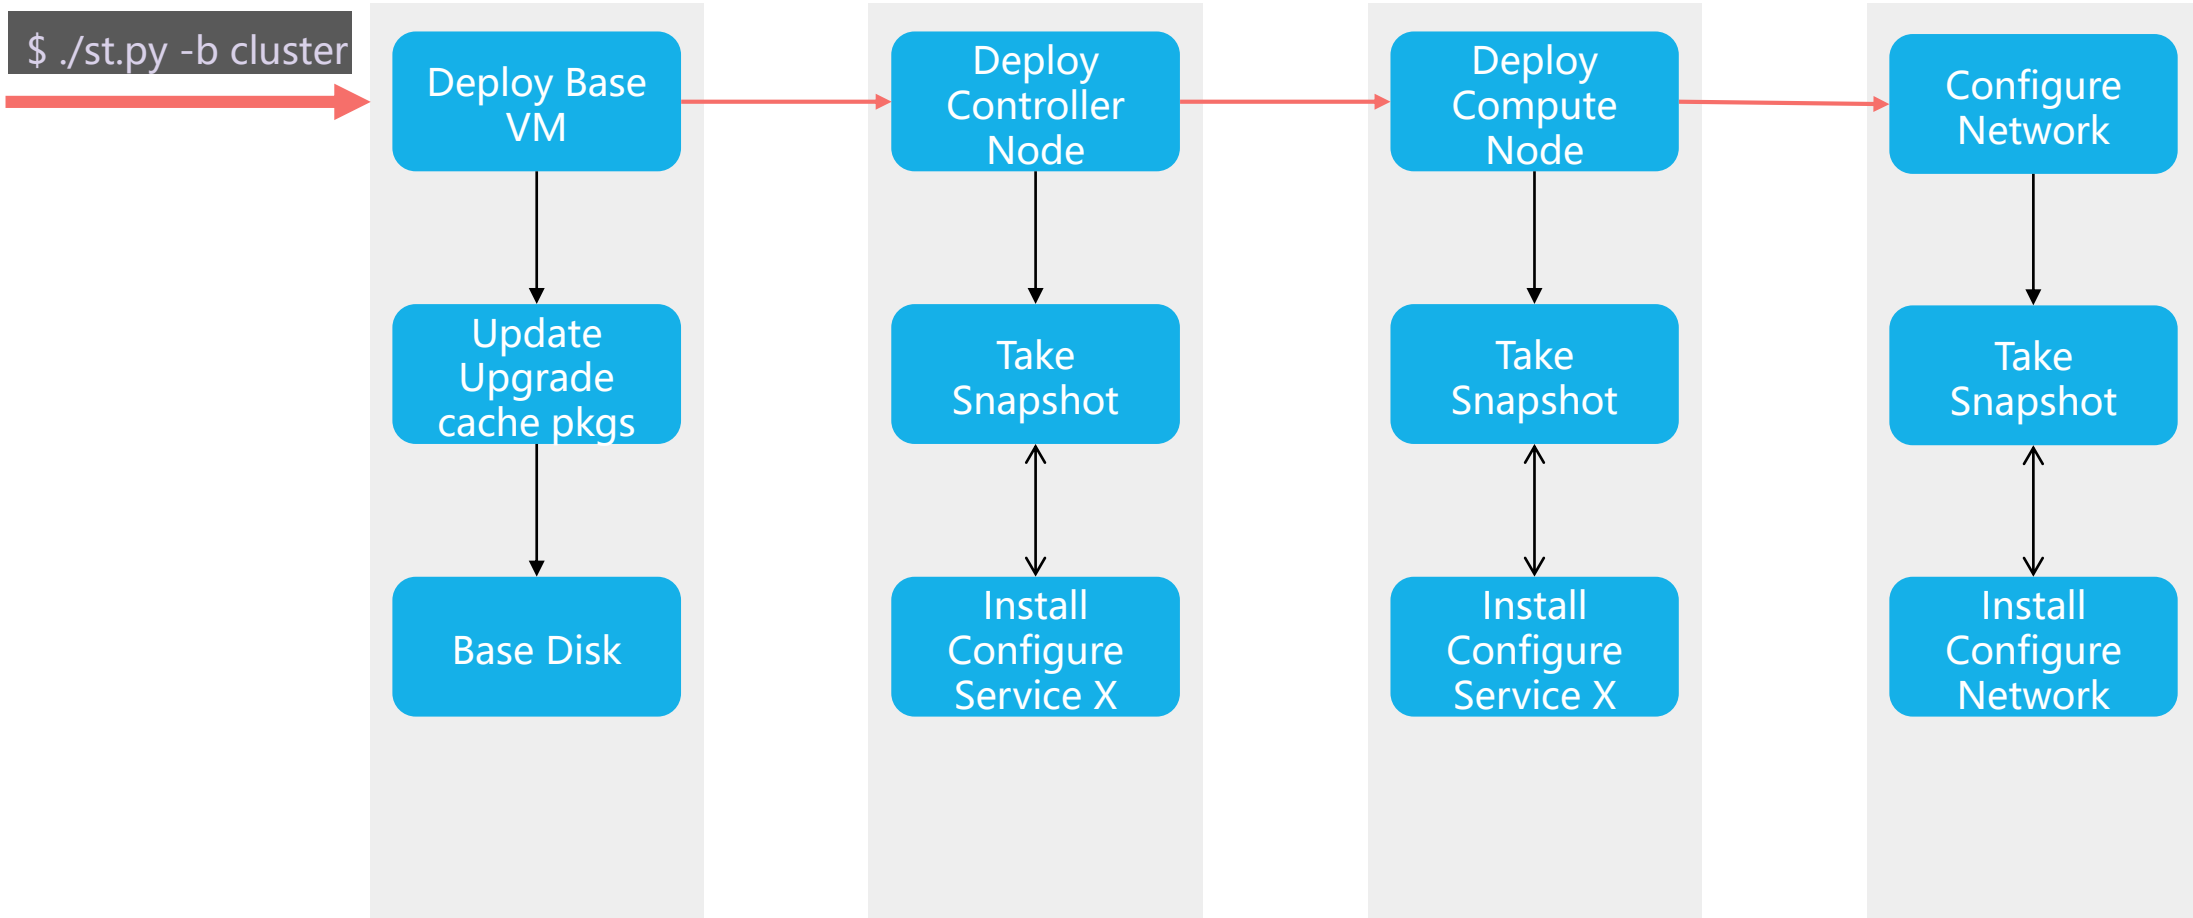 $ ./st.py -b cluster
Deploy Base
VM
Deploy
Controller
Node
Deploy
Compute
Node
Configure
Network
Update
Upgrade
cache pkgs
Take
Snapshot
Take
Snapshot
Take
Snapshot
Base Disk
Install
Configure
Service X
Install
Configure
Service X
Install
Configure
Network